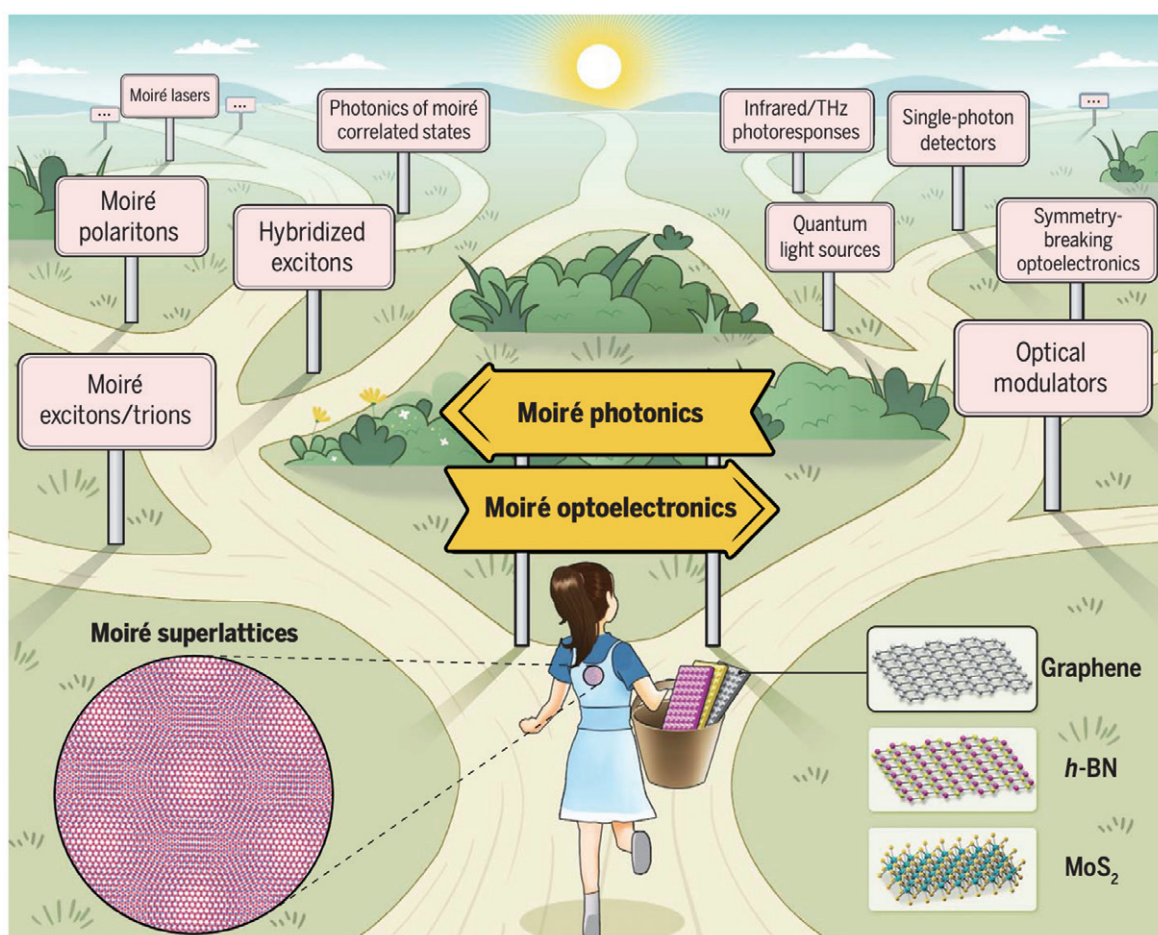 Moiré lasers
...
...
Photonics of moiré
correlated states
Infrared/THz
photoresponses
Single-photon
detectors
...
Moiré
polaritons
Hybridized
excitons
Quantum
light sources
Symmetry-
breaking
optoelectronics
Moiré
excitons/trions
Optical
modulators
Moiré photonics
Moiré optoelectronics
Moiré superlattices
Graphene
h-BN
MoS₂